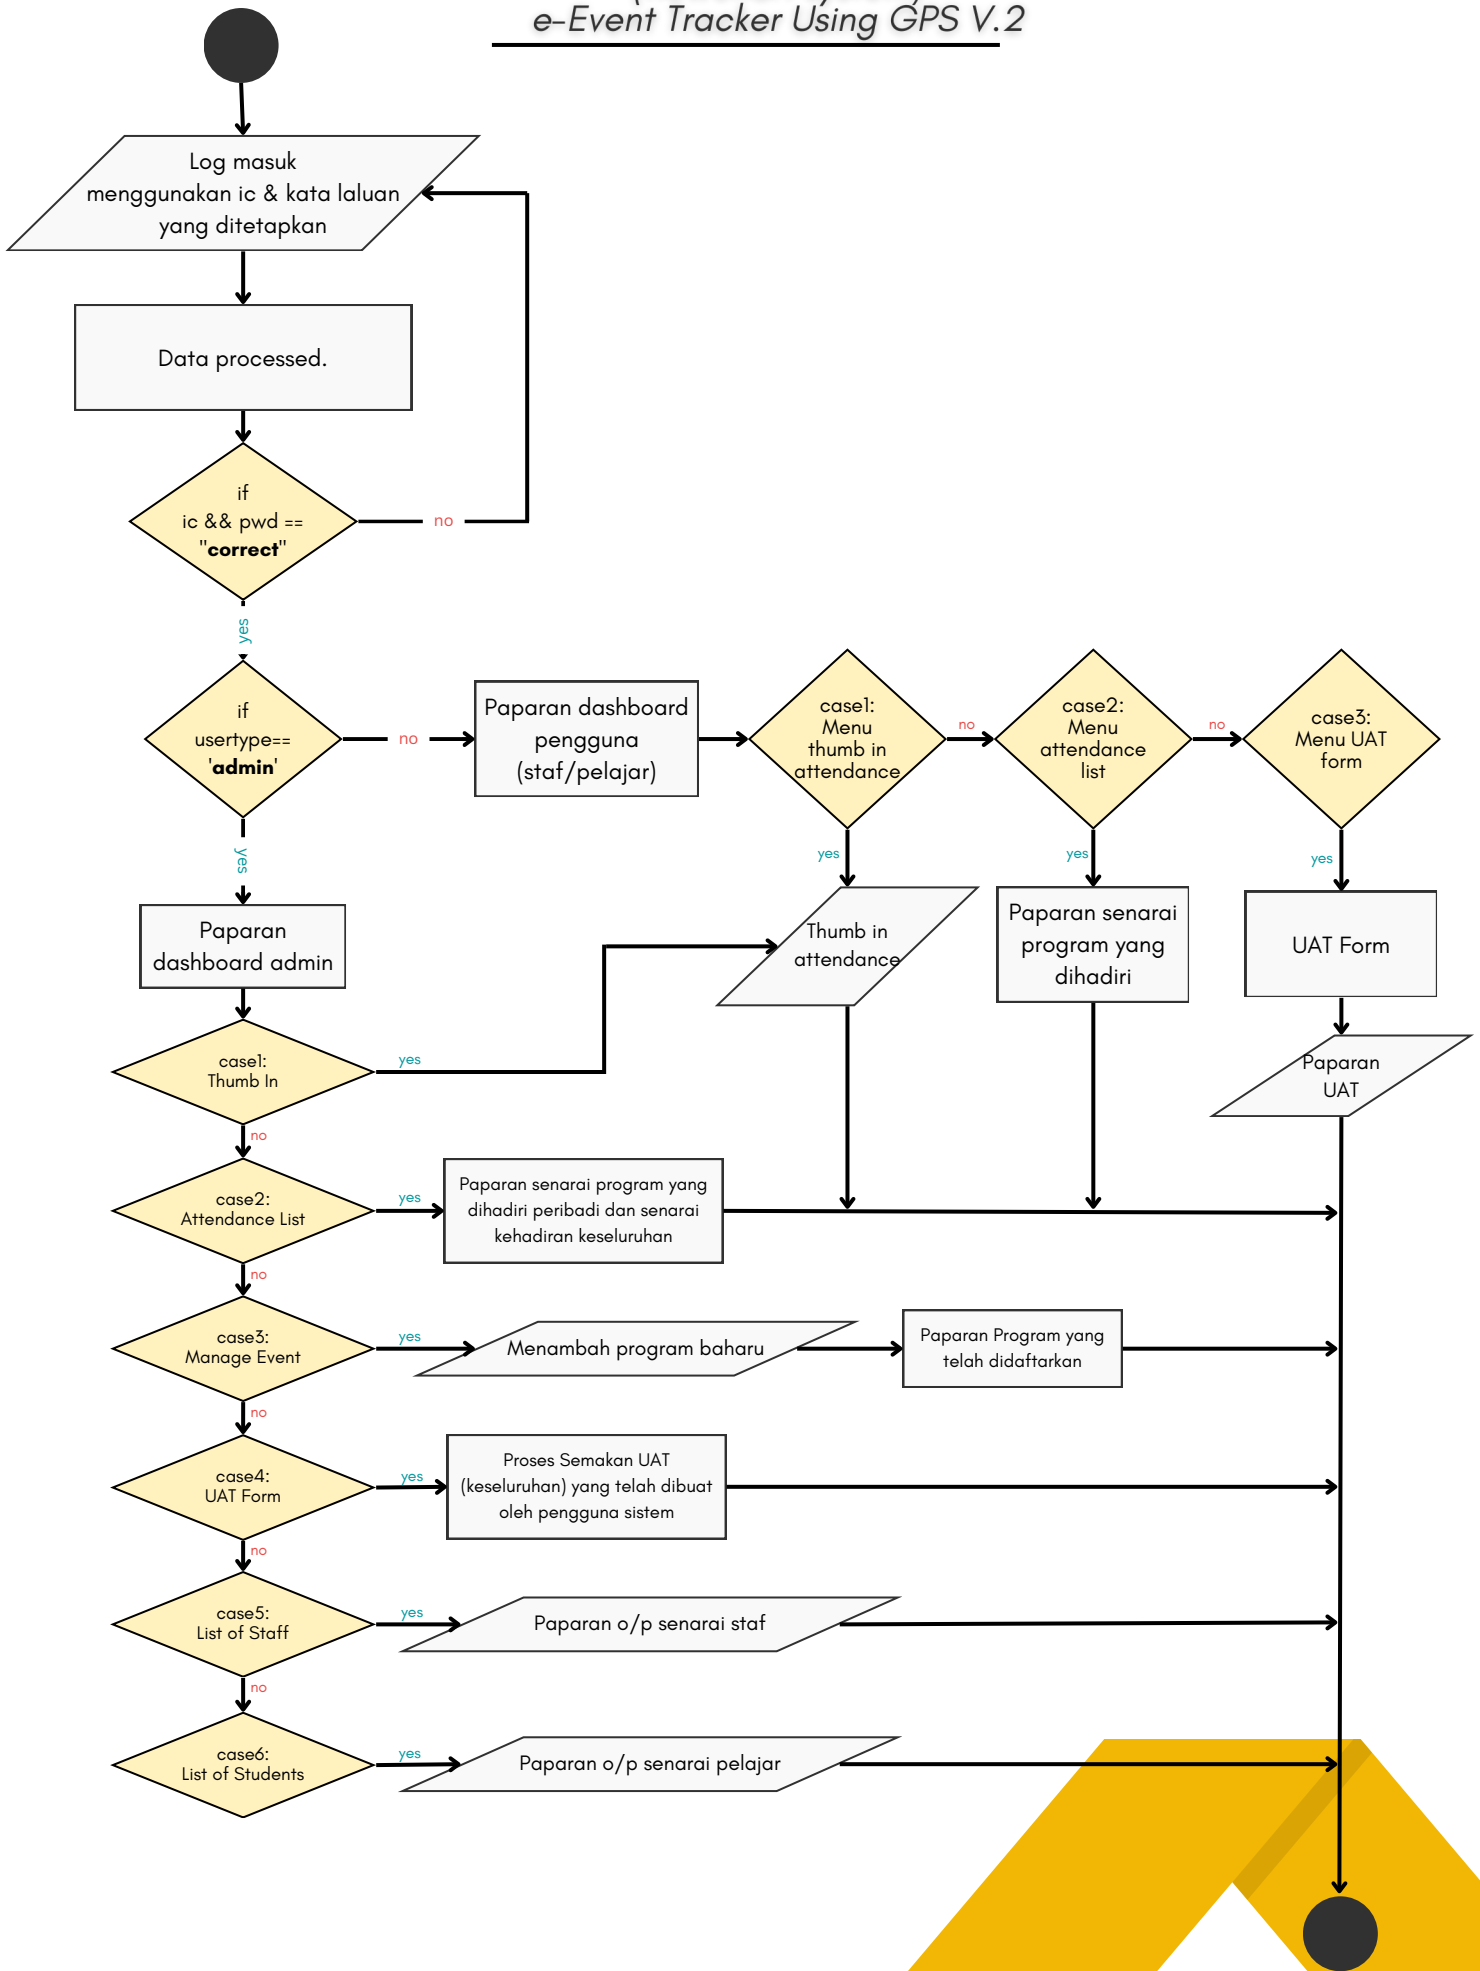 e-Event Tracker Using GPS V.2
Log masuk
menggunakan ic & kata laluan
yang ditetapkan
Data processed.
if
ic && pwd ==
"correct"
no
yes
if
usertype==
'admin'
no
Paparan dashboard
pengguna
(staf/pelajar)
case1:
Menu
thumb in
attendance
no
case2:
Menu
attendance
list
no
case3:
Menu UAT
form
yes
yes
yes
yes
Paparan
dashboard admin
Thumb in
attendance
Paparan senarai
program yang
dihadiri
UAT Form
Paparan
UAT
case1:
Thumb In
yes
no
case2:
Attendance List
yes
Paparan senarai program yang
dihadiri peribadi dan senarai
kehadiran keseluruhan
no
case3:
Manage Event
yes
Menambah program baharu
Paparan Program yang
telah didaftarkan
no
case4:
UAT Form
yes
Proses Semakan UAT
(keseluruhan) yang telah dibuat
oleh pengguna sistem
no
case5:
List of Staff
yes
Paparan o/p senarai staf
no
case6:
List of Students
yes
Paparan o/p senarai pelajar